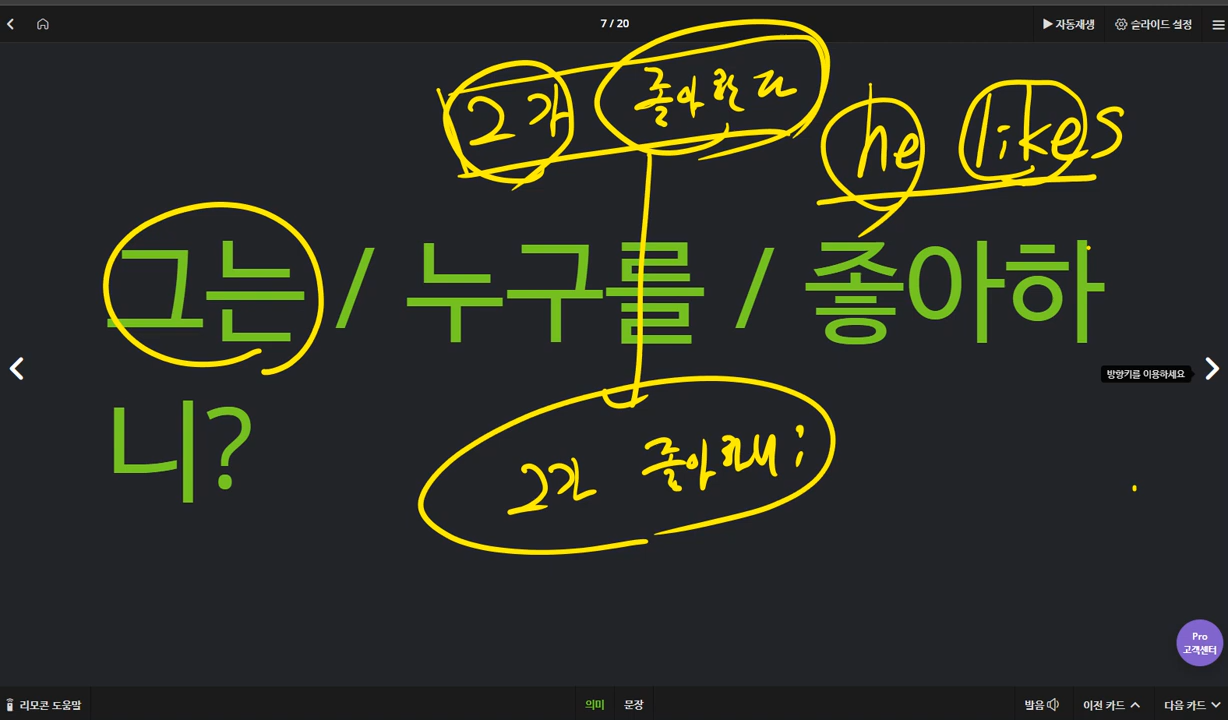 7 / 20
자동재생
슬라이드 설정
그가 좋아한다
he likes
그는 / 누구를 / 좋아하
니?
방향키를 이용하세요
그가 좋아하니
Pro
고객센터
리모콘 도움말
의미
문장
발음
이전 카드
다음 카드